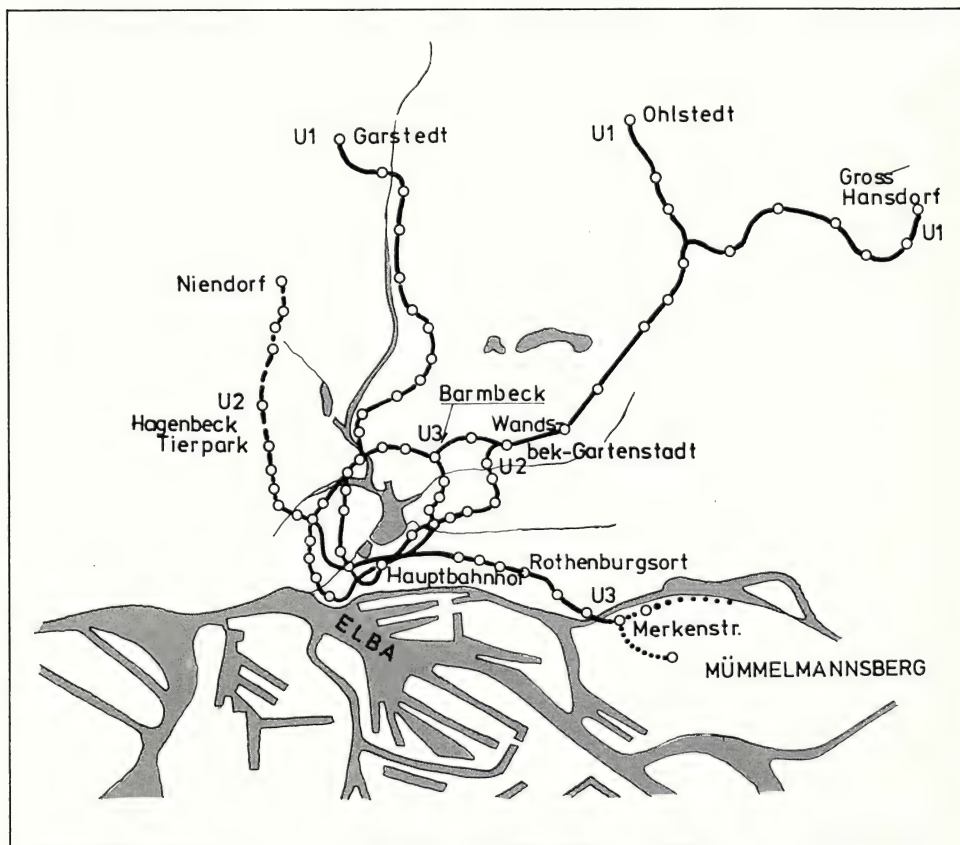 U1 Garstedt
Ohlstedt
U1
Gross
Hansdorf
U1
Niendorf
U2
Hagenbeck
Tierpark
Barmbeck
U3
Wands-
bek-Gartenstadt
U2
Hauptbahnhof
Rothenburgsort
U3
Merkenstr.
ELBA
MÜMMELMANNSBERG